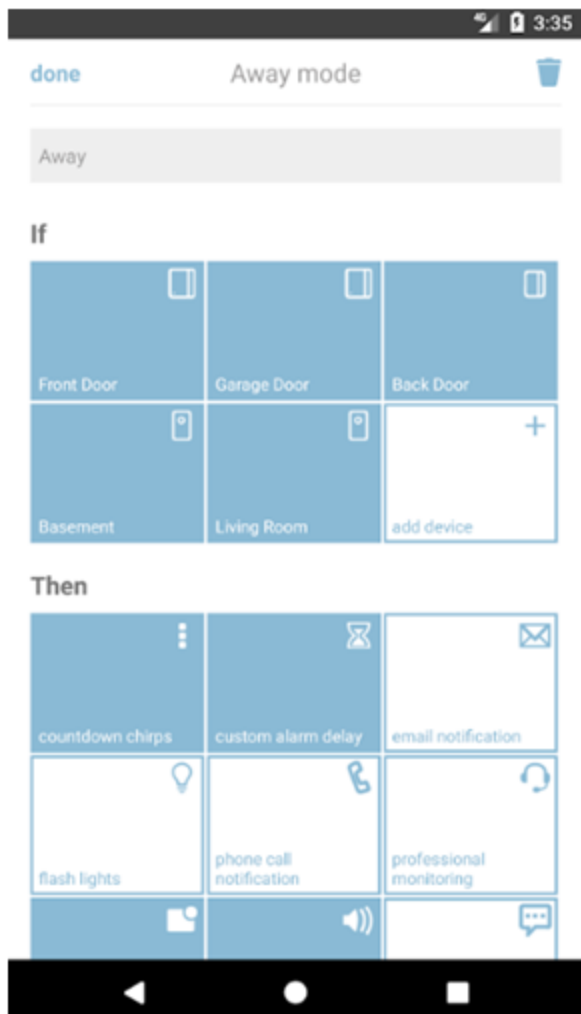 4G 3:35
done Away mode
Away
If
Front Door Garage Door Back Door
Basement Living Room add device
Then
countdown chirps custom alarm delay email notification
flash lights phone call notification professional monitoring